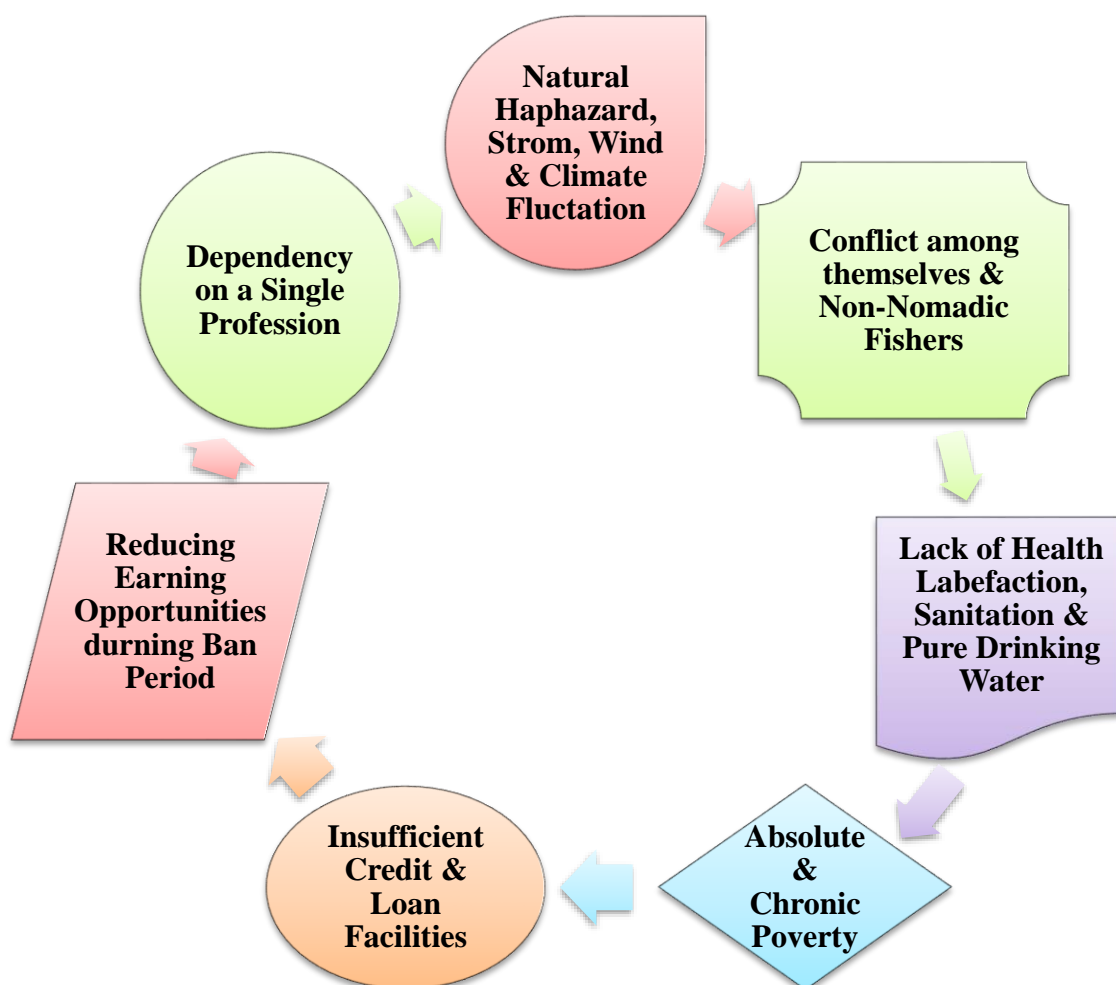 Natural
Haphazard,
Strom, Wind
& Climate
Fluctation
Conflict among
themselves &
Non-Nomadic
Fishers
Lack of Health
Labefaction,
Sanitation &
Pure Drinking
Water
Absolute
&
Chronic
Poverty
Insufficient
Credit &
Loan
Facilities
Reducing
Earning
Opportunities
durning Ban
Period
Dependency
on a Single
Profession